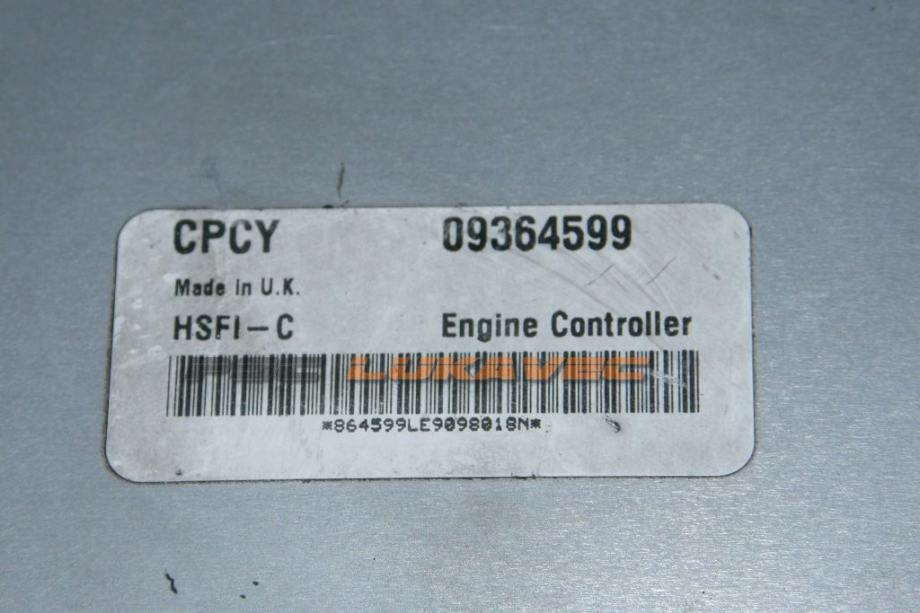 CPCY 09364599
Made in U.K.
HSFI-C Engine Controller
LUKAVEC
*864599LE9098018N*